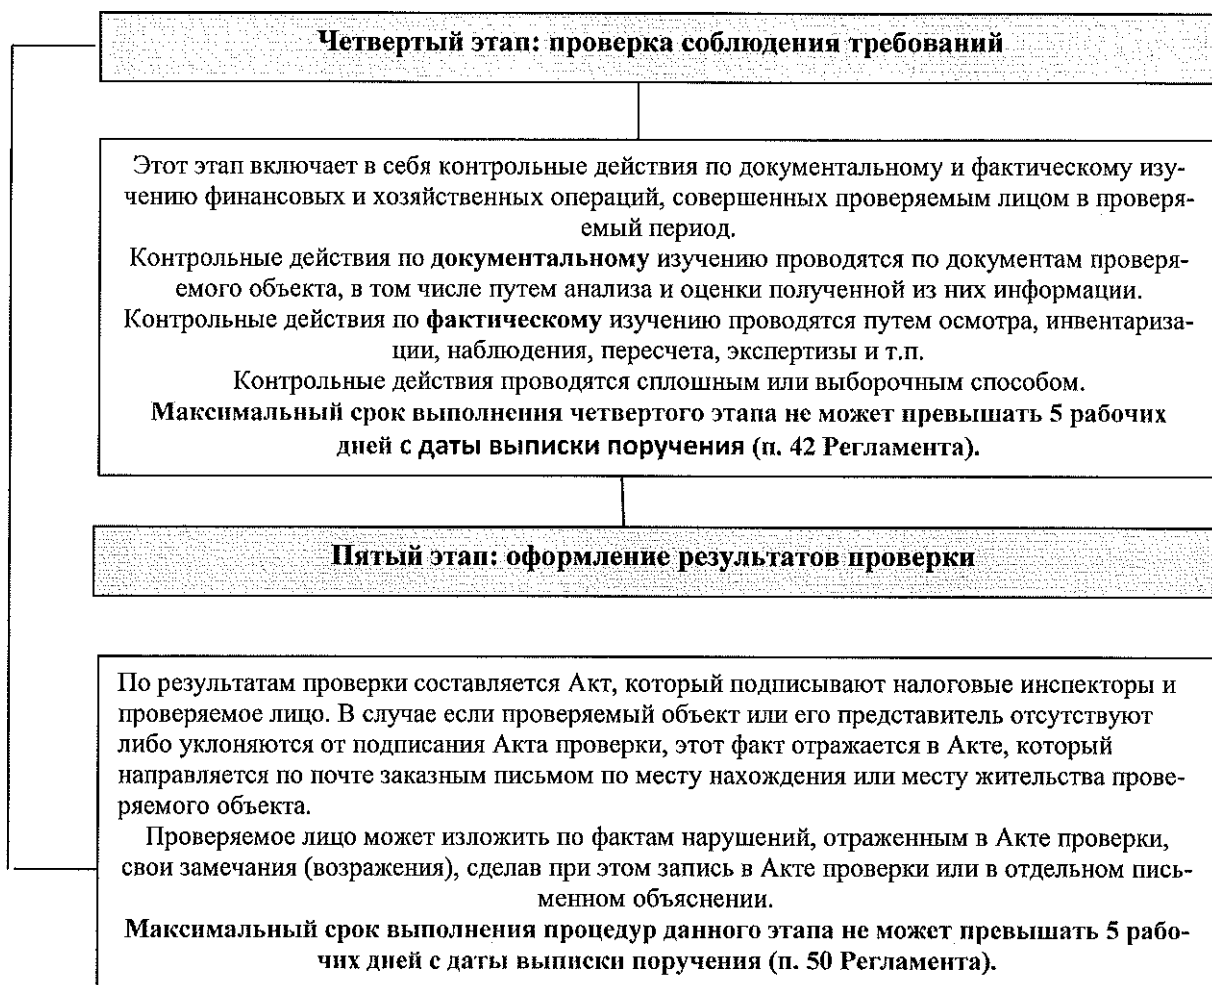 Четвертый этап: проверка соблюдения требований
Этот этап включает в себя контрольные действия по документальному и фактическому изу-
чению финансовых и хозяйственных операций, совершенных проверяемым лицом в проверя-
емый период.
Контрольные действия по документальному изучению проводятся по документам проверя-
емого объекта, в том числе путем анализа и оценки полученной из них информации.
Контрольные действия по фактическому изучению проводятся путем осмотра, инвентариза-
ции, наблюдения, пересчета, экспертизы и т.п.
Контрольные действия проводятся сплошным или выборочным способом.
Максимальный срок выполнения четвертого этапа не может превышать 5 рабочих
дней с даты выписки поручения (п. 42 Регламента).
Пятый этап: оформление результатов проверки
По результатам проверки составляется Акт, который подписывают налоговые инспекторы и
проверяемое лицо. В случае если проверяемый объект или его представитель отсутствуют
либо уклоняются от подписания Акта проверки, этот факт отражается в Акте, который
направляется по почте заказным письмом по месту нахождения или месту жительства прове-
ряемого объекта.
Проверяемое лицо может изложить по фактам нарушений, отраженным в Акте проверки,
свои замечания (возражения), сделав при этом запись в Акте проверки или в отдельном пись-
менном объяснении.
Максимальный срок выполнения процедур данного этапа не может превышать 5 рабо-
чих дней с даты выписки поручения (п. 50 Регламента).